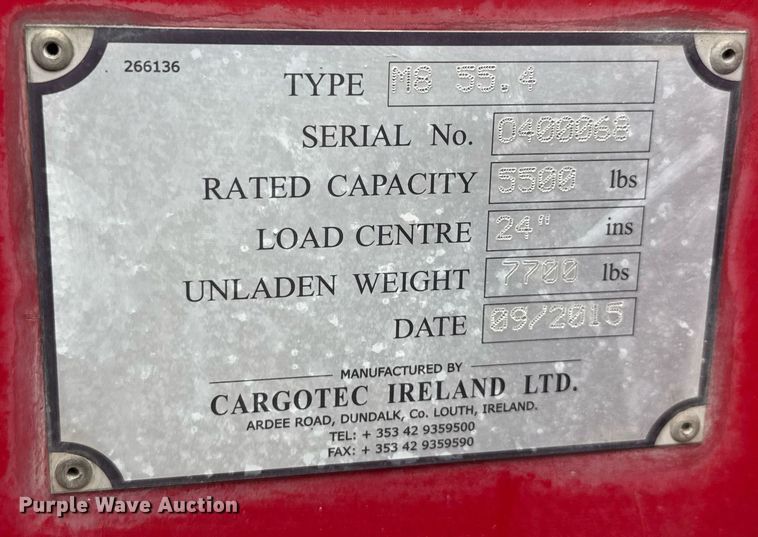 266136
TYPE M8 55.4
SERIAL No. 0400068
RATED CAPACITY 5500 lbs
LOAD CENTRE 24" ins
UNLADEN WEIGHT 7700 lbs
DATE 09/2015
MANUFACTURED BY
CARGOTEC IRELAND LTD.
ARDEE ROAD, DUNDALK, Co. LOUTH, IRELAND.
TEL: + 353 42 9359500
FAX: + 353 42 9359590
Purple Wave Auction